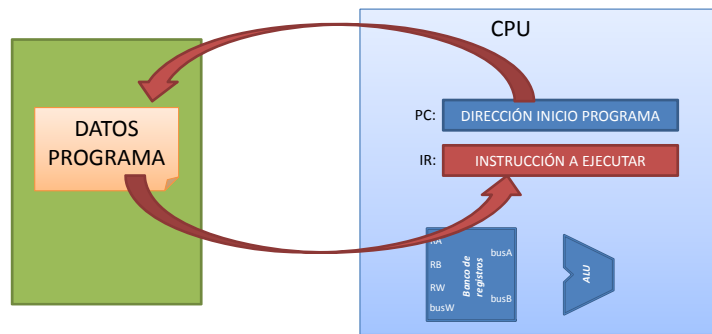 CPU
DATOS
PROGRAMA
PC:
DIRECCIÓN INICIO PROGRAMA
IR:
INSTRUCCIÓN A EJECUTAR
RA
RB
RW
busW
Banco de
registros
busA
busB
ALU